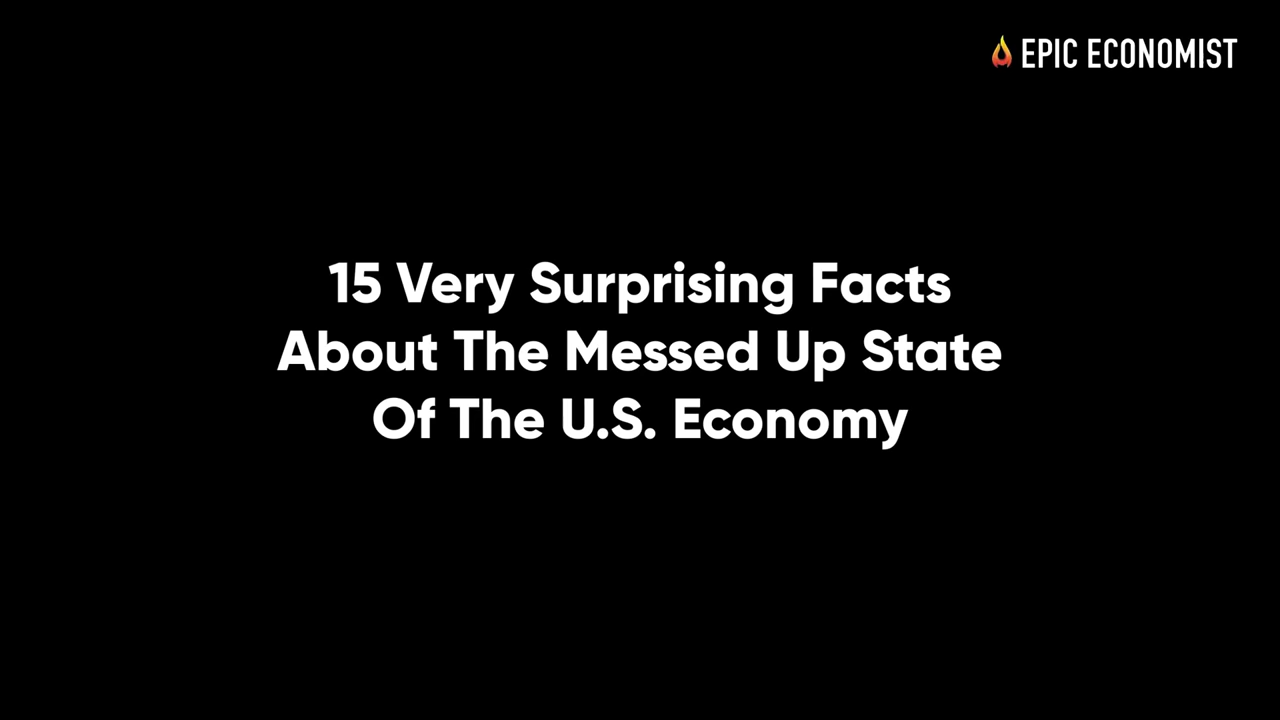 EPIC ECONOMIST
15 Very Surprising Facts
About The Messed Up State
Of The U.S. Economy